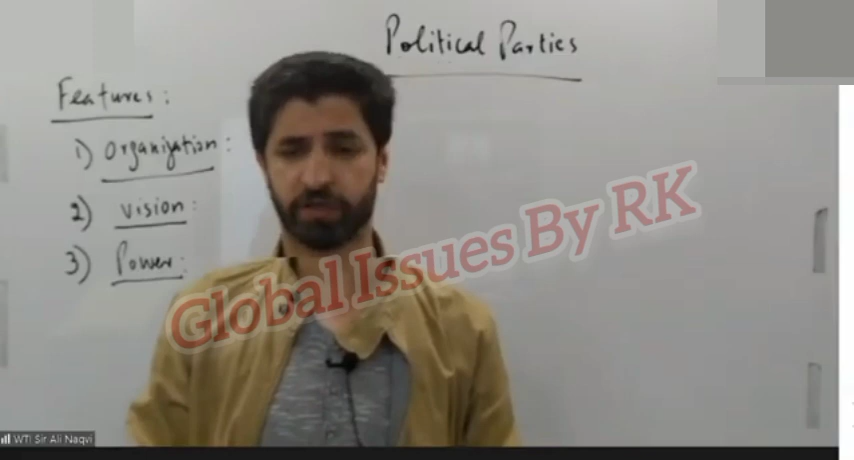 Political Parties
Features:
1) Organization:
2) Vision:
3) Power:
Global Issues By RK
WTI Sir Ali Naqvi